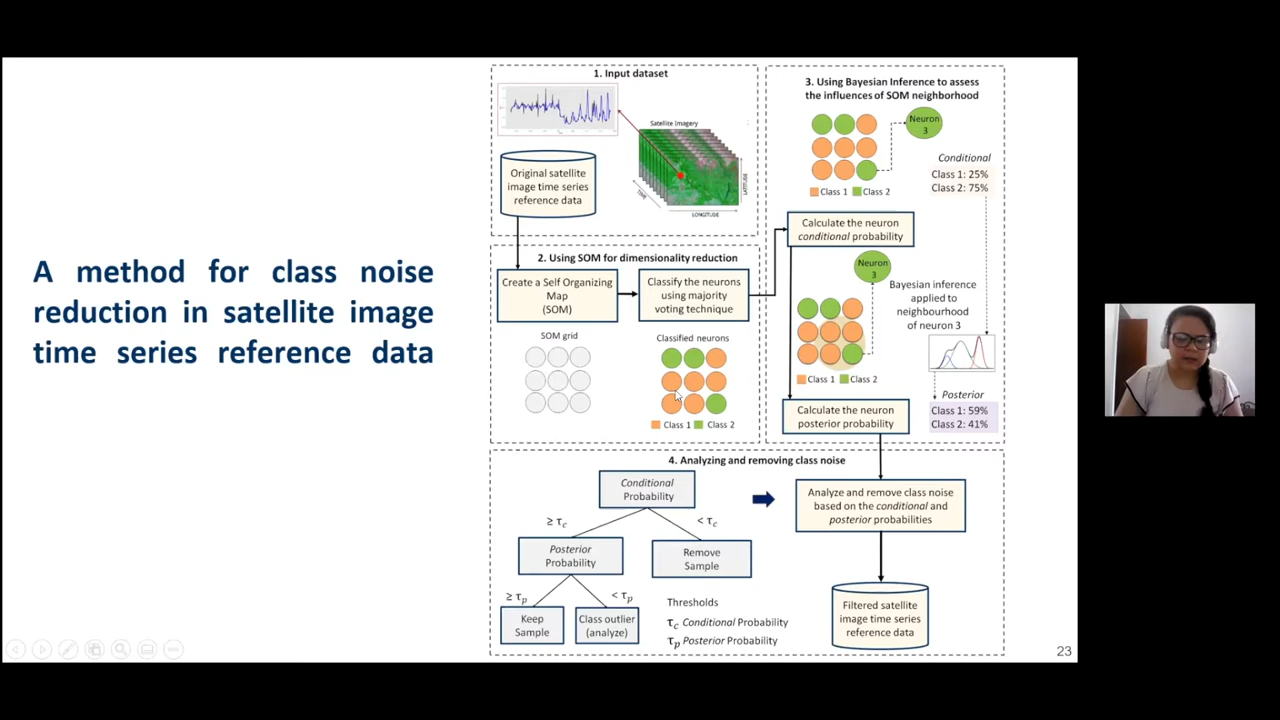 A method for class noise
reduction in satellite image
time series reference data
1. Input dataset
Satellite Imagery
TIME
LATITUDE
LONGITUDE
Original satellite
image time series
reference data
2. Using SOM for dimensionality reduction
Create a Self Organizing
Map
(SOM)
Classify the neurons
using majority
voting technique
SOM grid
Classified neurons
Class 1 Class 2
3. Using Bayesian Inference to assess
the influences of SOM neighborhood
Neuron
3
Conditional
Class 1: 25%
Class 2: 75%
Class 1 Class 2
Calculate the neuron
conditional probability
Neuron
3
Bayesian inference
applied to
neighbourhood
of neuron 3
Class 1 Class 2
Posterior
Class 1: 59%
Class 2: 41%
Calculate the neuron
posterior probability
4. Analyzing and removing class noise
Conditional
Probability
≥ τc
< τc
Posterior
Probability
Remove
Sample
≥ τp
< τp
Keep
Sample
Class outlier
(analyze)
Thresholds
τc Conditional Probability
τp Posterior Probability
Analyze and remove class noise
based on the conditional and
posterior probabilities
Filtered satellite
image time series
reference data
23